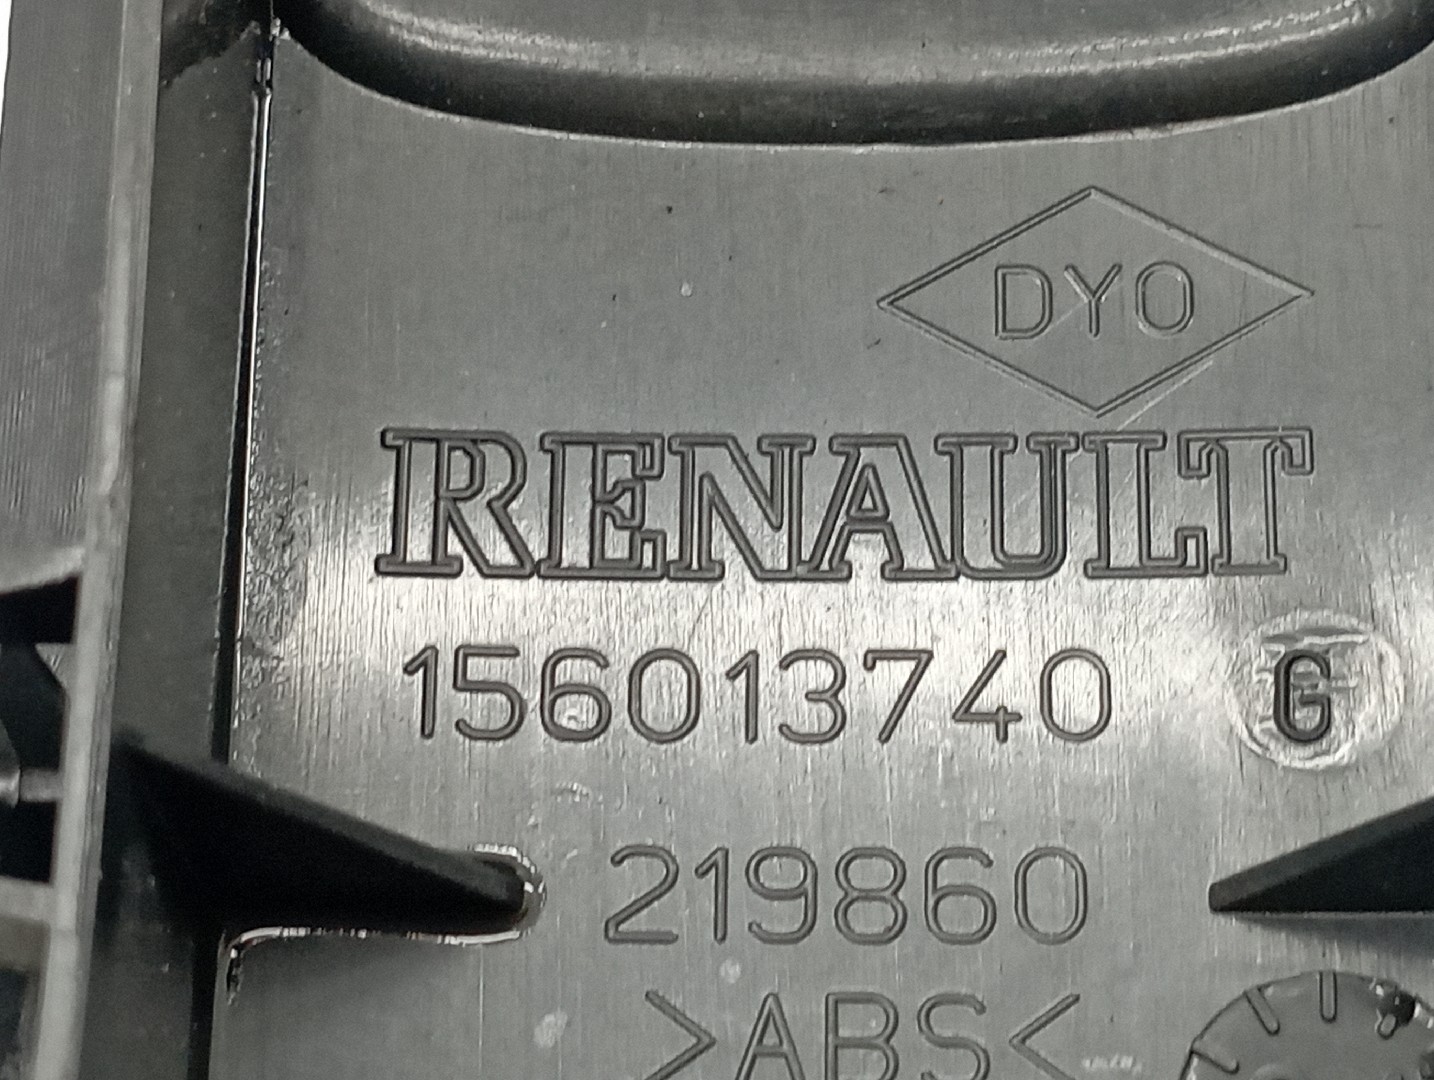 DYO
RENAULT
156013740 G
219860
>ABS<